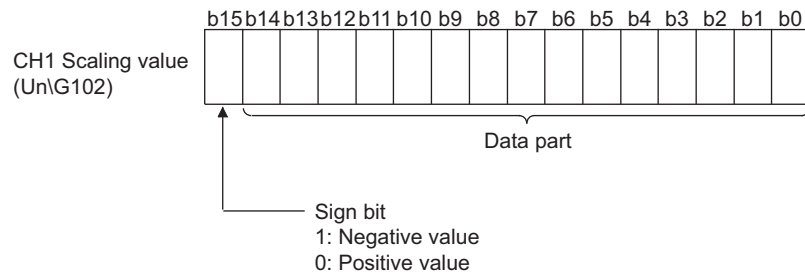 b15 b14 b13 b12 b11 b10 b9 b8 b7 b6 b5 b4 b3 b2 b1 b0
CH1 Scaling value
(Un\G102)
Data part
Sign bit
1: Negative value
0: Positive value